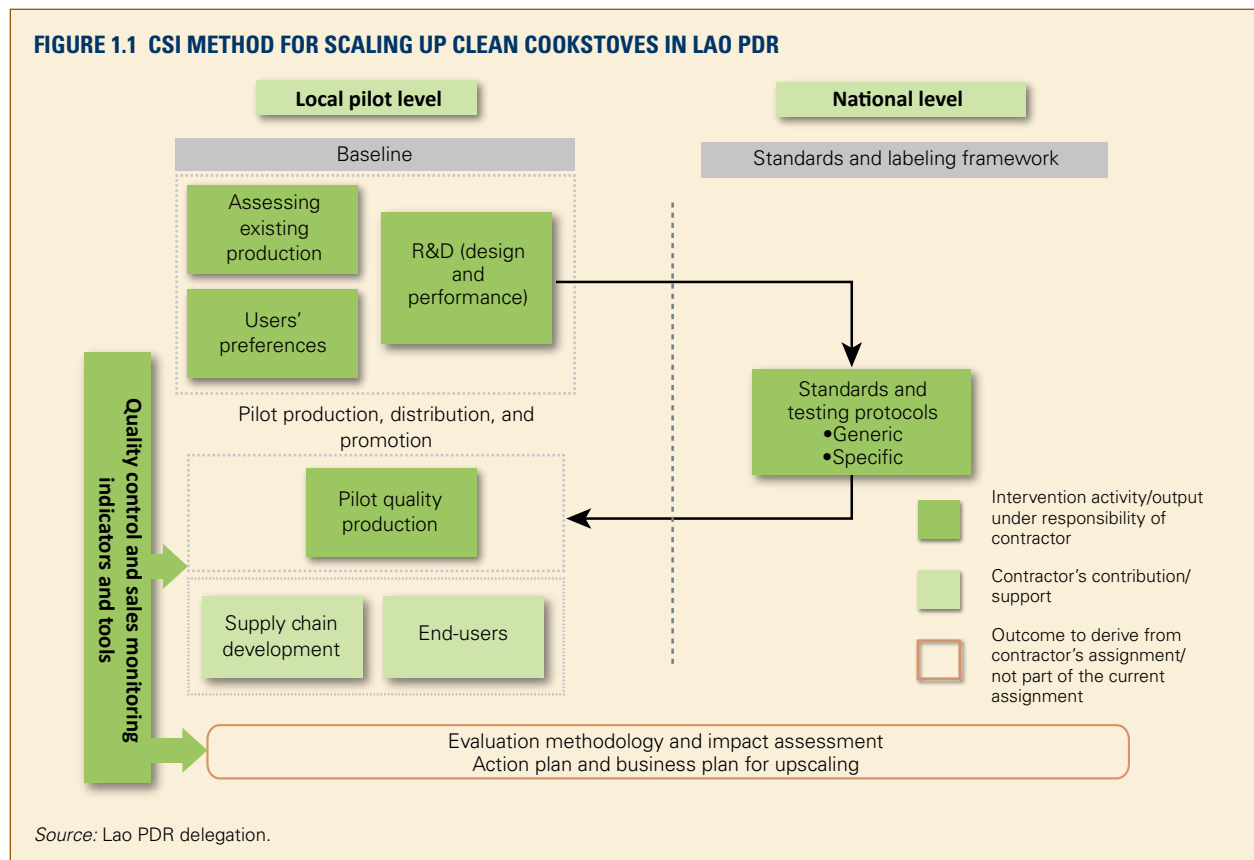 FIGURE 1.1 CSI METHOD FOR SCALING UP CLEAN COOKSTOVES IN LAO PDR
Local pilot level
National level
Baseline
Standards and labeling framework
Assessing
existing
production
R&D (design
and
performance)
Users'
preferences
Quality control and sales monitoring
indicators and tools
Pilot production, distribution, and
promotion
Standards and
testing protocols
•Generic
•Specific
Pilot quality
production
Supply chain
development
End-users
Intervention activity/output
under responsibility of
contractor
Contractor's contribution/
support
Outcome to derive from
contractor's assignment/
not part of the current
assignment
Evaluation methodology and impact assessment
Action plan and business plan for upscaling
Source: Lao PDR delegation.